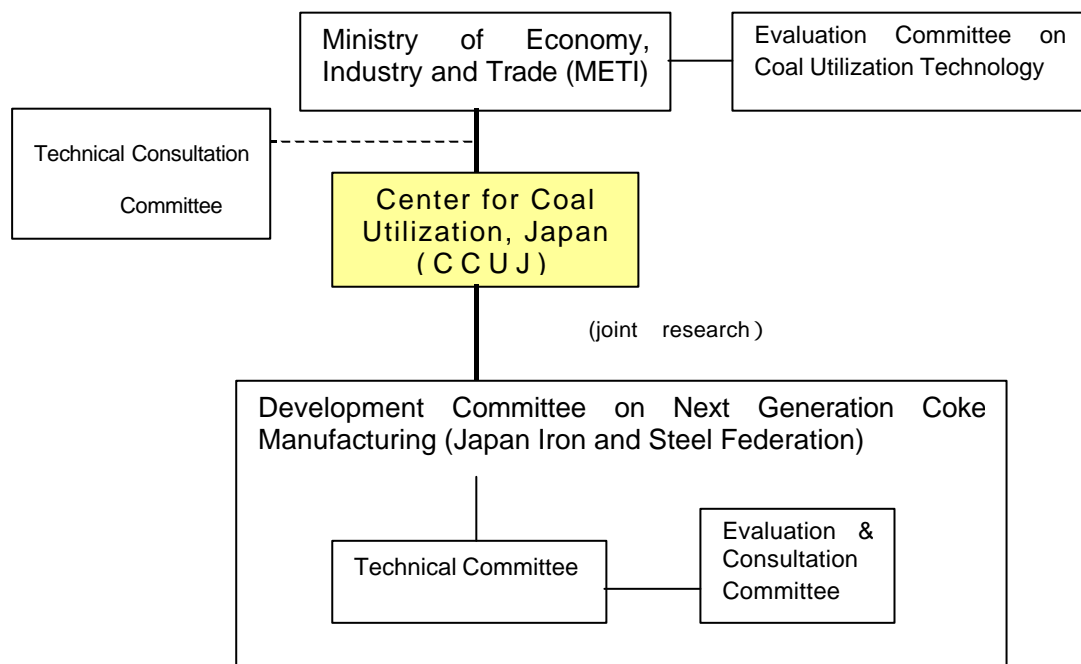 Ministry of Economy,
Industry and Trade (METI)
Evaluation Committee on
Coal Utilization Technology
Technical Consultation
Committee
Center for Coal
Utilization, Japan
(CCUJ)
(joint research)
Development Committee on Next Generation Coke
Manufacturing (Japan Iron and Steel Federation)
Technical Committee
Evaluation &
Consultation
Committee